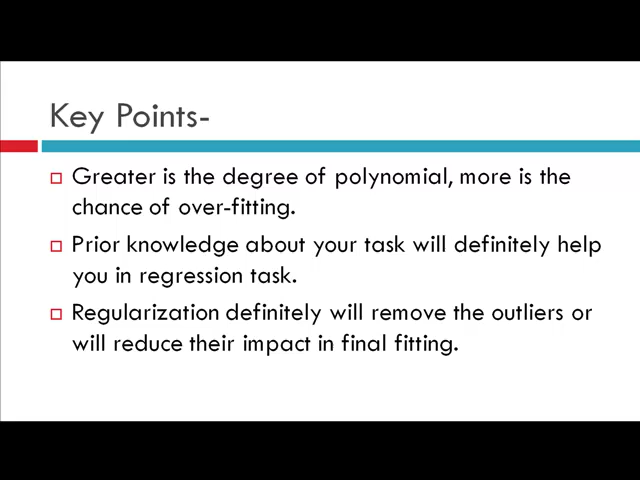 Key Points-
Greater is the degree of polynomial, more is the
chance of over-fitting.
Prior knowledge about your task will definitely help
you in regression task.
Regularization definitely will remove the outliers or
will reduce their impact in final fitting.